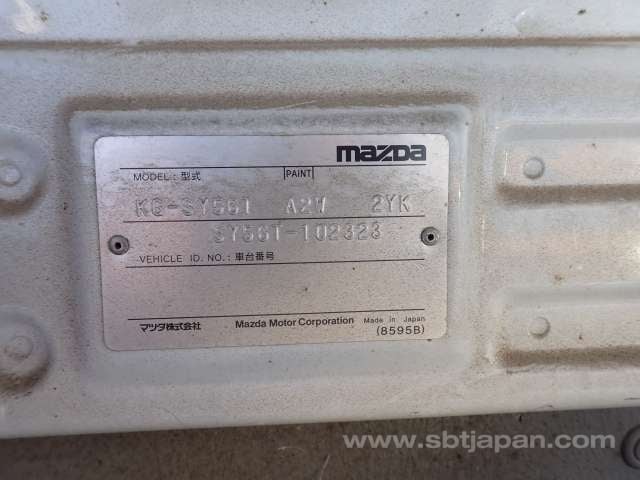 mazda
MODEL : 型式 PAINT
KG-SY56T A2W 2YK
SY56T-102323
VEHICLE ID. NO. : 車台番号
マツダ株式会社 Mazda Motor Corporation Made in Japan
(8595B)
www.sbtjapan.com